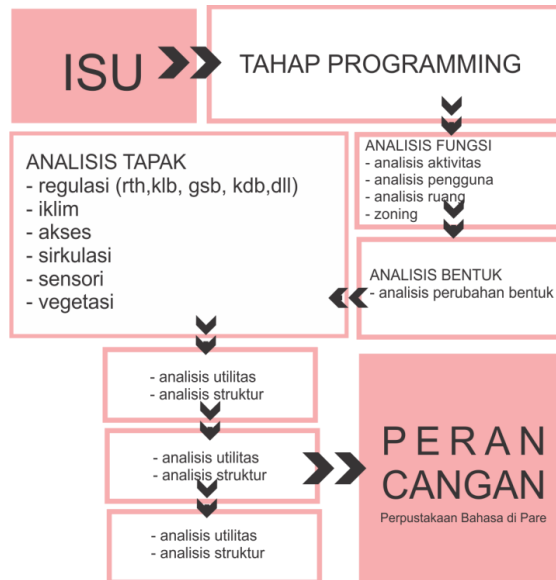 ISU
TAHAP PROGRAMMING
ANALISIS FUNGSI
- analisis aktivitas
- analisis pengguna
- analisis ruang
- zoning
ANALISIS BENTUK
- analisis perubahan bentuk
ANALISIS TAPAK
- regulasi (rth,klb, gsb, kdb,dll)
- iklim
- akses
- sirkulasi
- sensori
- vegetasi
- analisis utilitas
- analisis struktur
- analisis utilitas
- analisis struktur
- analisis utilitas
- analisis struktur
PERAN
CANGAN
Perpustakaan Bahasa di Pare